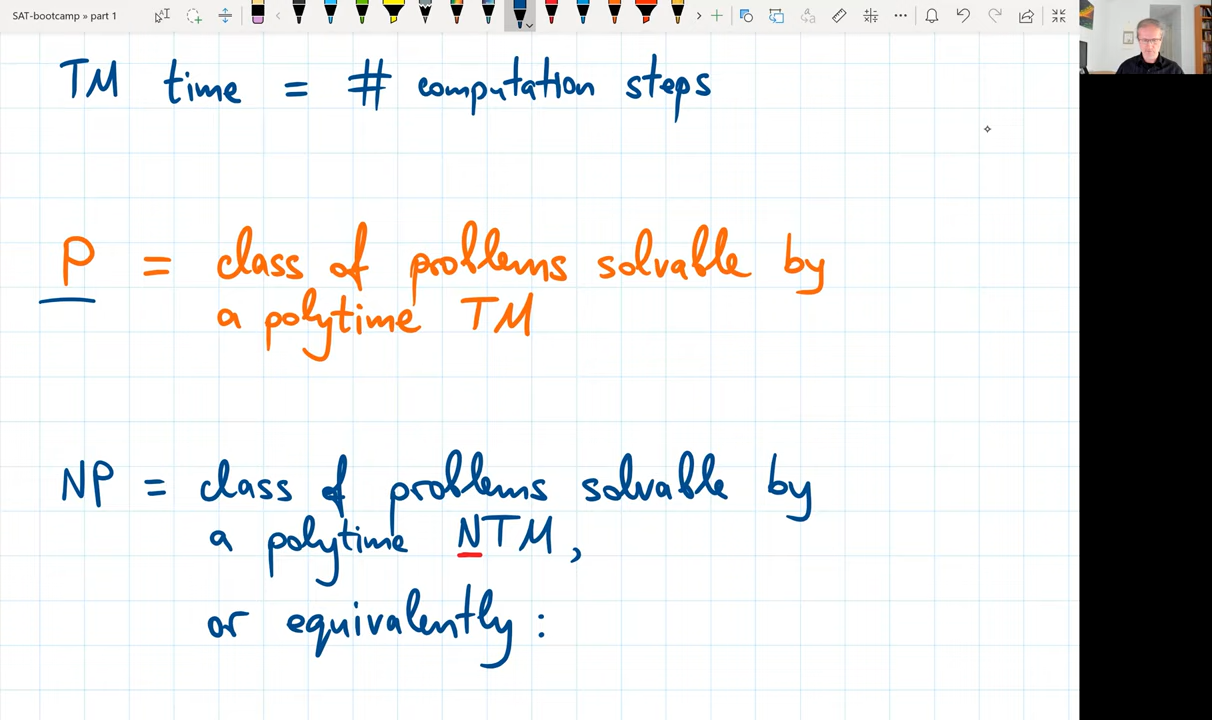 SAT-bootcamp » part 1
TM time = # computation steps
P = class of problems solvable by
a polytime TM
NP = class of problems solvable by
a polytime NTM,
or equivalently: